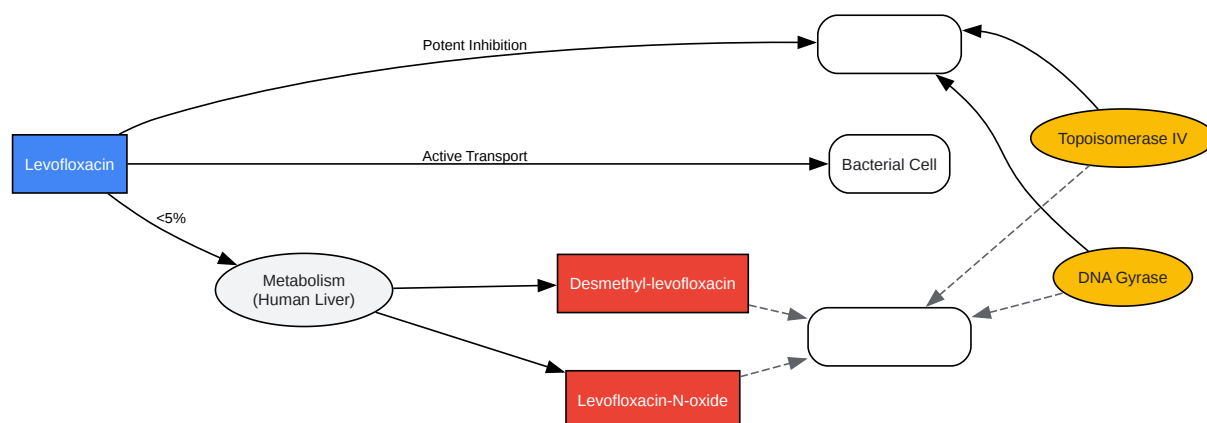 Potent Inhibition
Topoisomerase IV
Levofloxacin
Active Transport
Bacterial Cell
<5%
Metabolism
(Human Liver)
Desmethyl-levofloxacin
DNA Gyrase
Levofloxacin-N-oxide